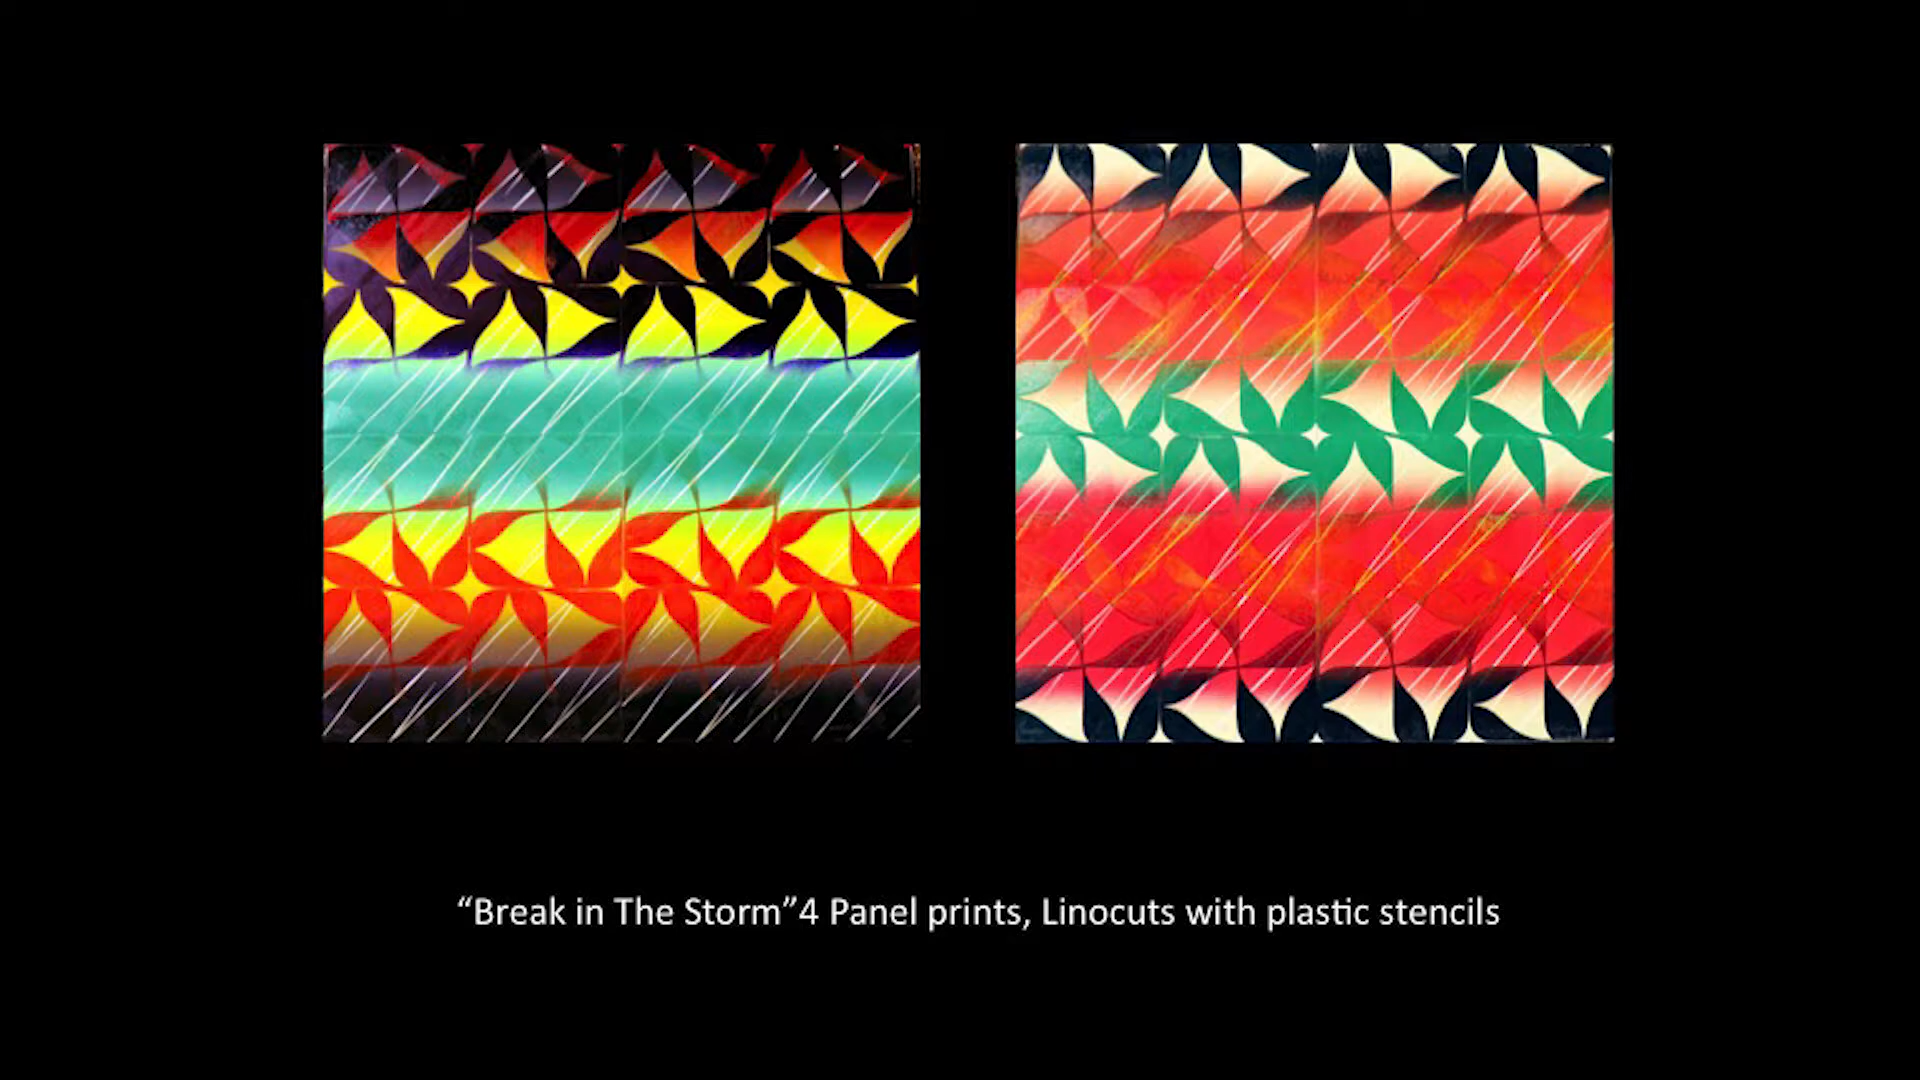 “Break in The Storm”4 Panel prints, Linocuts with plastic stencils